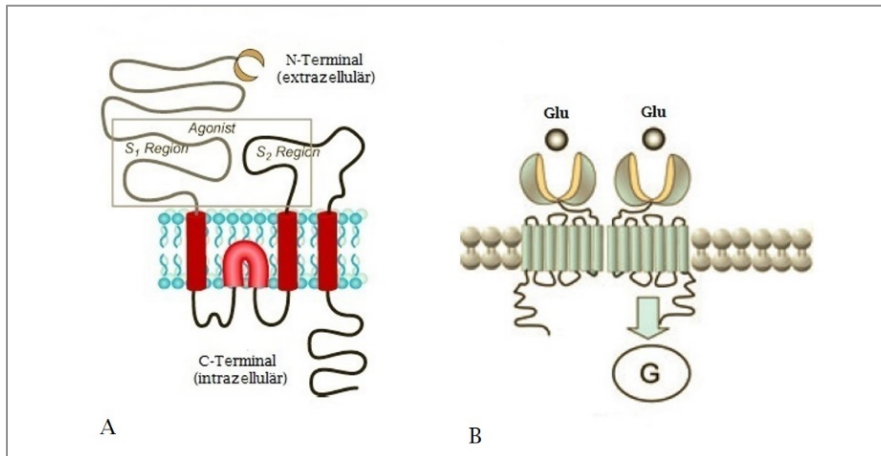 N-Terminal
(extrazellulär)
Agonist
S1 Region
S2 Region
C-Terminal
(intrazellulär)
A
Glu
Glu
G
B